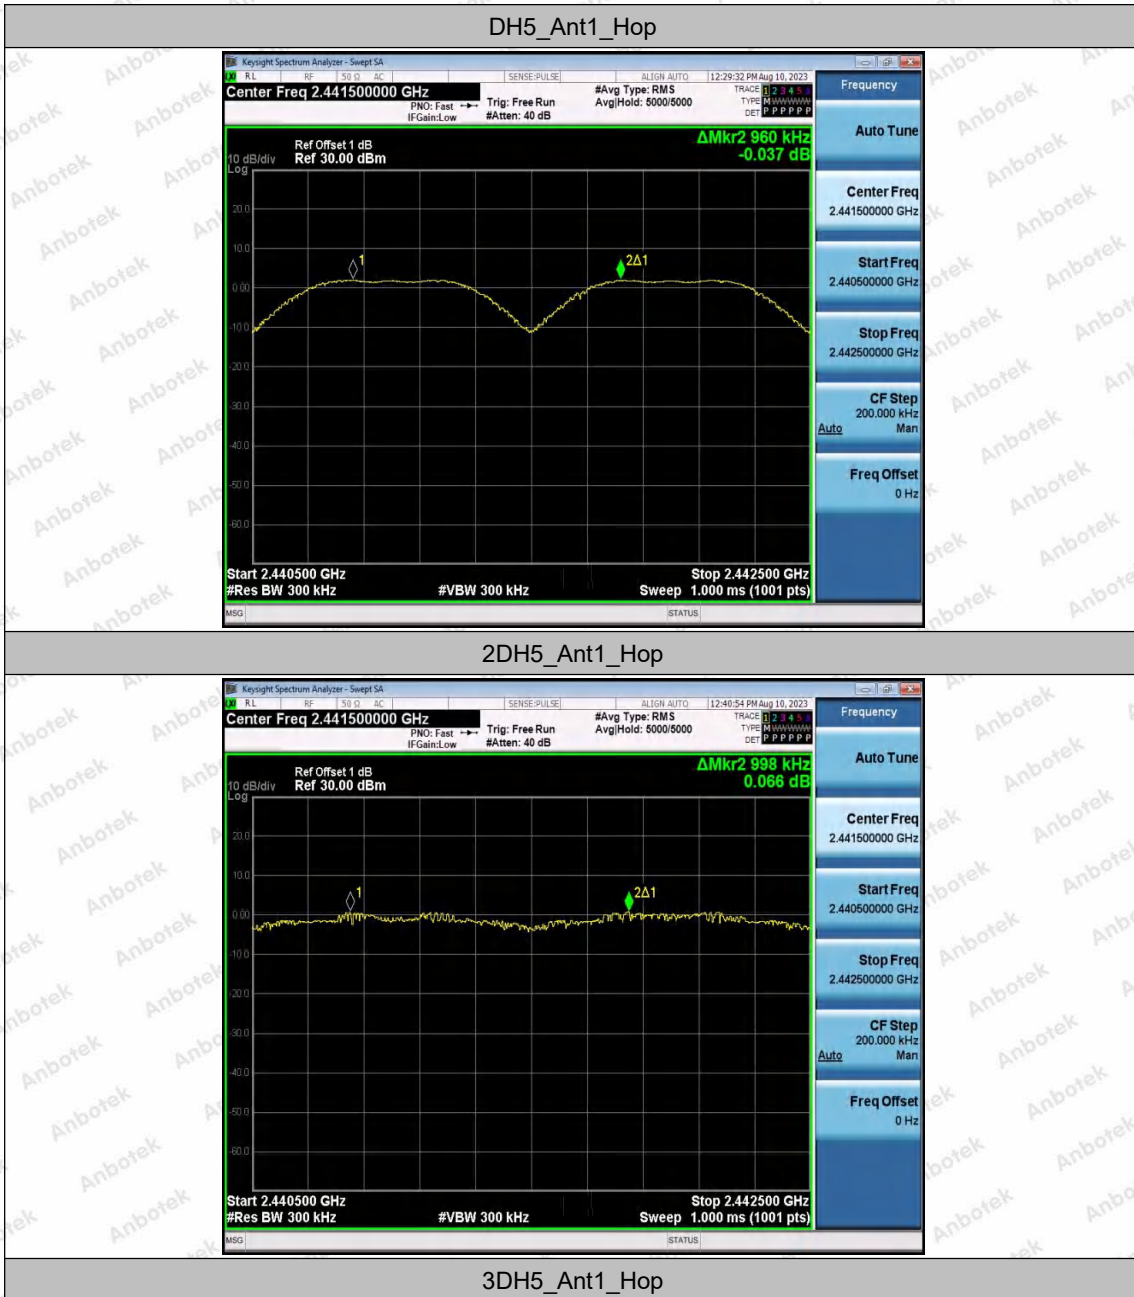 DH5_Ant1_Hop
Keysight Spectrum Analyzer - Swept SA
RL RF 50 Ω AC SENSE:PULSE ALIGN AUTO 12:29:32 PM Aug 10, 2023
Center Freq 2.441500000 GHz
PNO: Fast
IFGain:Low
Trig: Free Run
#Atten: 40 dB
#Avg Type: RMS
Avg|Hold: 5000/5000
TRACE 1 2 3 4 5 6
TYPE M WWWWW
DET P P P P P P
Frequency
ΔMkr2 960 kHz
-0.037 dB
Ref Offset 1 dB
10 dB/div Ref 30.00 dBm
Log
20.0
10.0
0.00
-10.0
-20.0
-30.0
-40.0
-50.0
-60.0
1
2Δ1
Start 2.440500 GHz Stop 2.442500 GHz
#Res BW 300 kHz #VBW 300 kHz Sweep 1.000 ms (1001 pts)
MSG STATUS
Auto Tune
Center Freq
2.441500000 GHz
Start Freq
2.440500000 GHz
Stop Freq
2.442500000 GHz
CF Step
200.000 kHz
Auto Man
Freq Offset
0 Hz
2DH5_Ant1_Hop
Keysight Spectrum Analyzer - Swept SA
RL RF 50 Ω AC SENSE:PULSE ALIGN AUTO 12:40:54 PM Aug 10, 2023
Center Freq 2.441500000 GHz
PNO: Fast
IFGain:Low
Trig: Free Run
#Atten: 40 dB
#Avg Type: RMS
Avg|Hold: 5000/5000
TRACE 1 2 3 4 5 6
TYPE M WWWWW
DET P P P P P P
Frequency
ΔMkr2 998 kHz
0.066 dB
Ref Offset 1 dB
10 dB/div Ref 30.00 dBm
Log
20.0
10.0
0.00
-10.0
-20.0
-30.0
-40.0
-50.0
-60.0
1
2Δ1
Start 2.440500 GHz Stop 2.442500 GHz
#Res BW 300 kHz #VBW 300 kHz Sweep 1.000 ms (1001 pts)
MSG STATUS
Auto Tune
Center Freq
2.441500000 GHz
Start Freq
2.440500000 GHz
Stop Freq
2.442500000 GHz
CF Step
200.000 kHz
Auto Man
Freq Offset
0 Hz
3DH5_Ant1_Hop
Anbotek